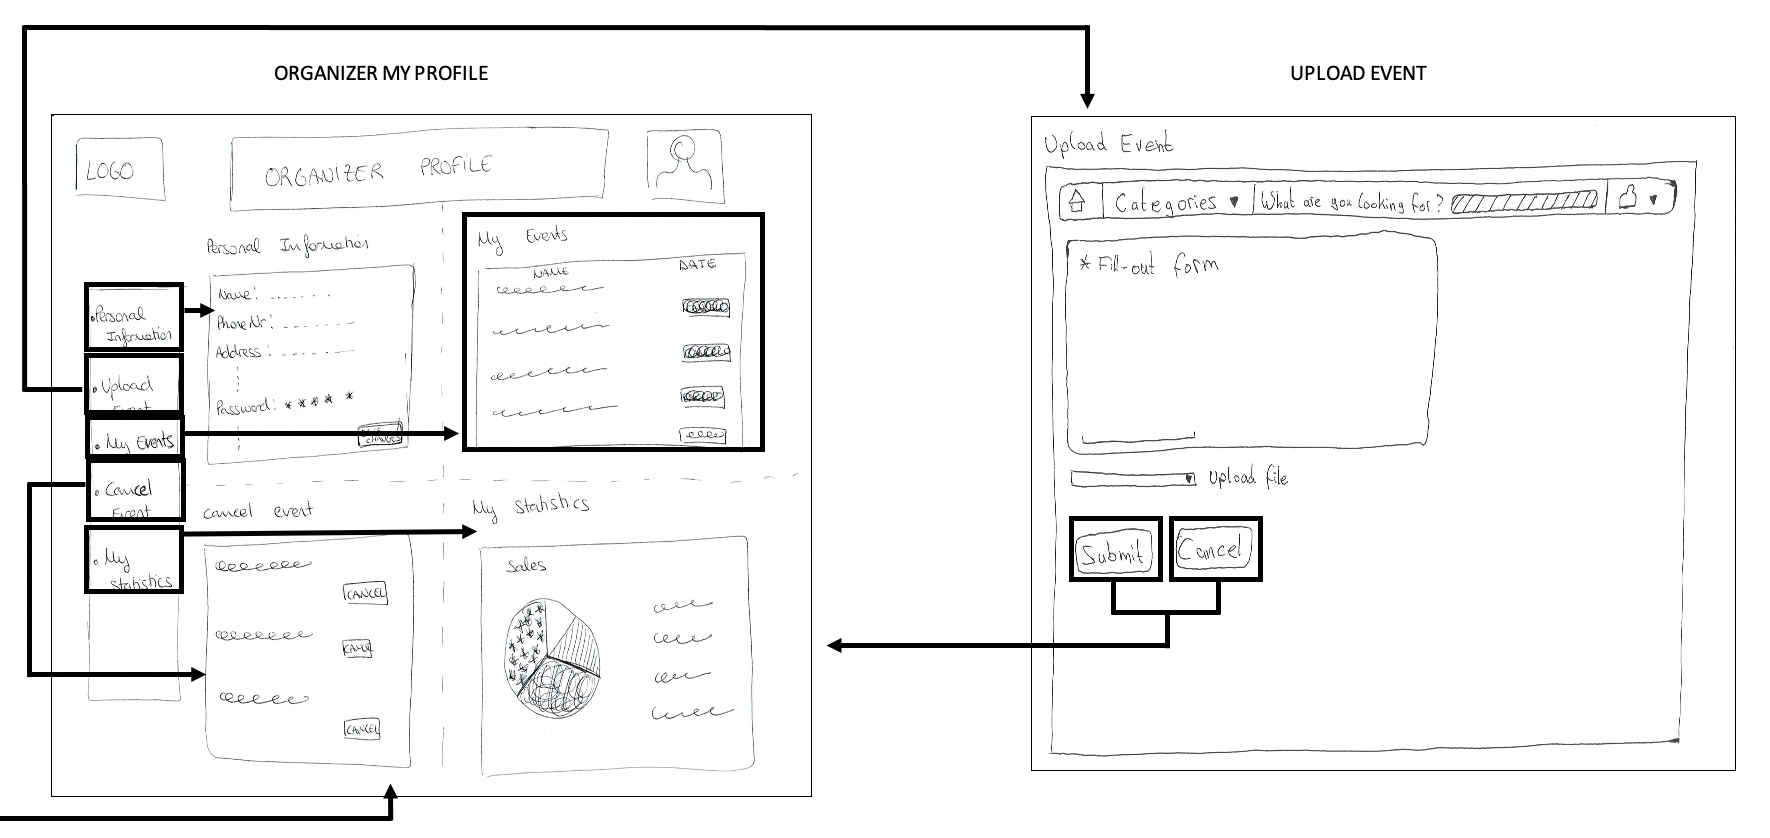 ORGANIZER MY PROFILE
UPLOAD EVENT
LOGO
ORGANIZER PROFILE
Personal Information
Name:
Phone Nr:
Address:
Password: * * * * *
CHANGES
My Events
NAME
DATE
• Personal
Information
• Upload
Event
• My Events
• Cancel
Event
• My
Statistics
Cancel event
CANCEL
CANCEL
CANCEL
My Statistics
Sales
Upload Event
Categories ▼
What are you looking for?
* Fill-out form
Upload file
Submit
Cancel